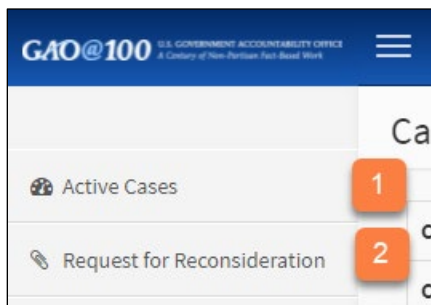 GAO@100 U.S. GOVERNMENT ACCOUNTABILITY OFFICE
A Century of Non-Partisan Fact-Based Work
Ca
Active Cases
1
Request for Reconsideration
2